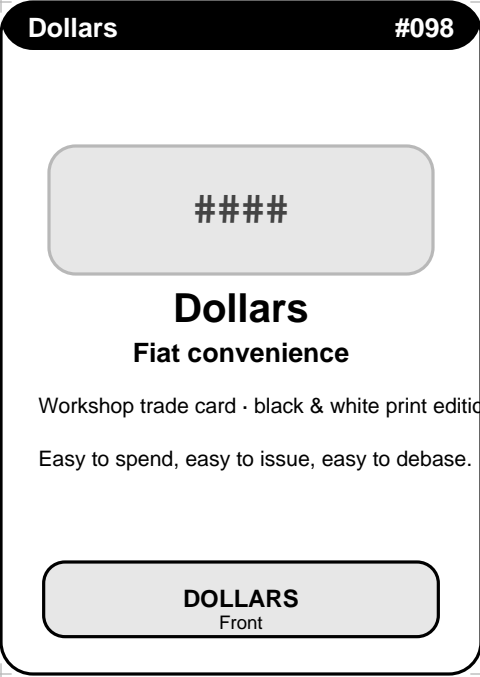 Dollars #098
####
Dollars
Fiat convenience
Workshop trade card · black & white print editic
Easy to spend, easy to issue, easy to debase.
DOLLARS
Front